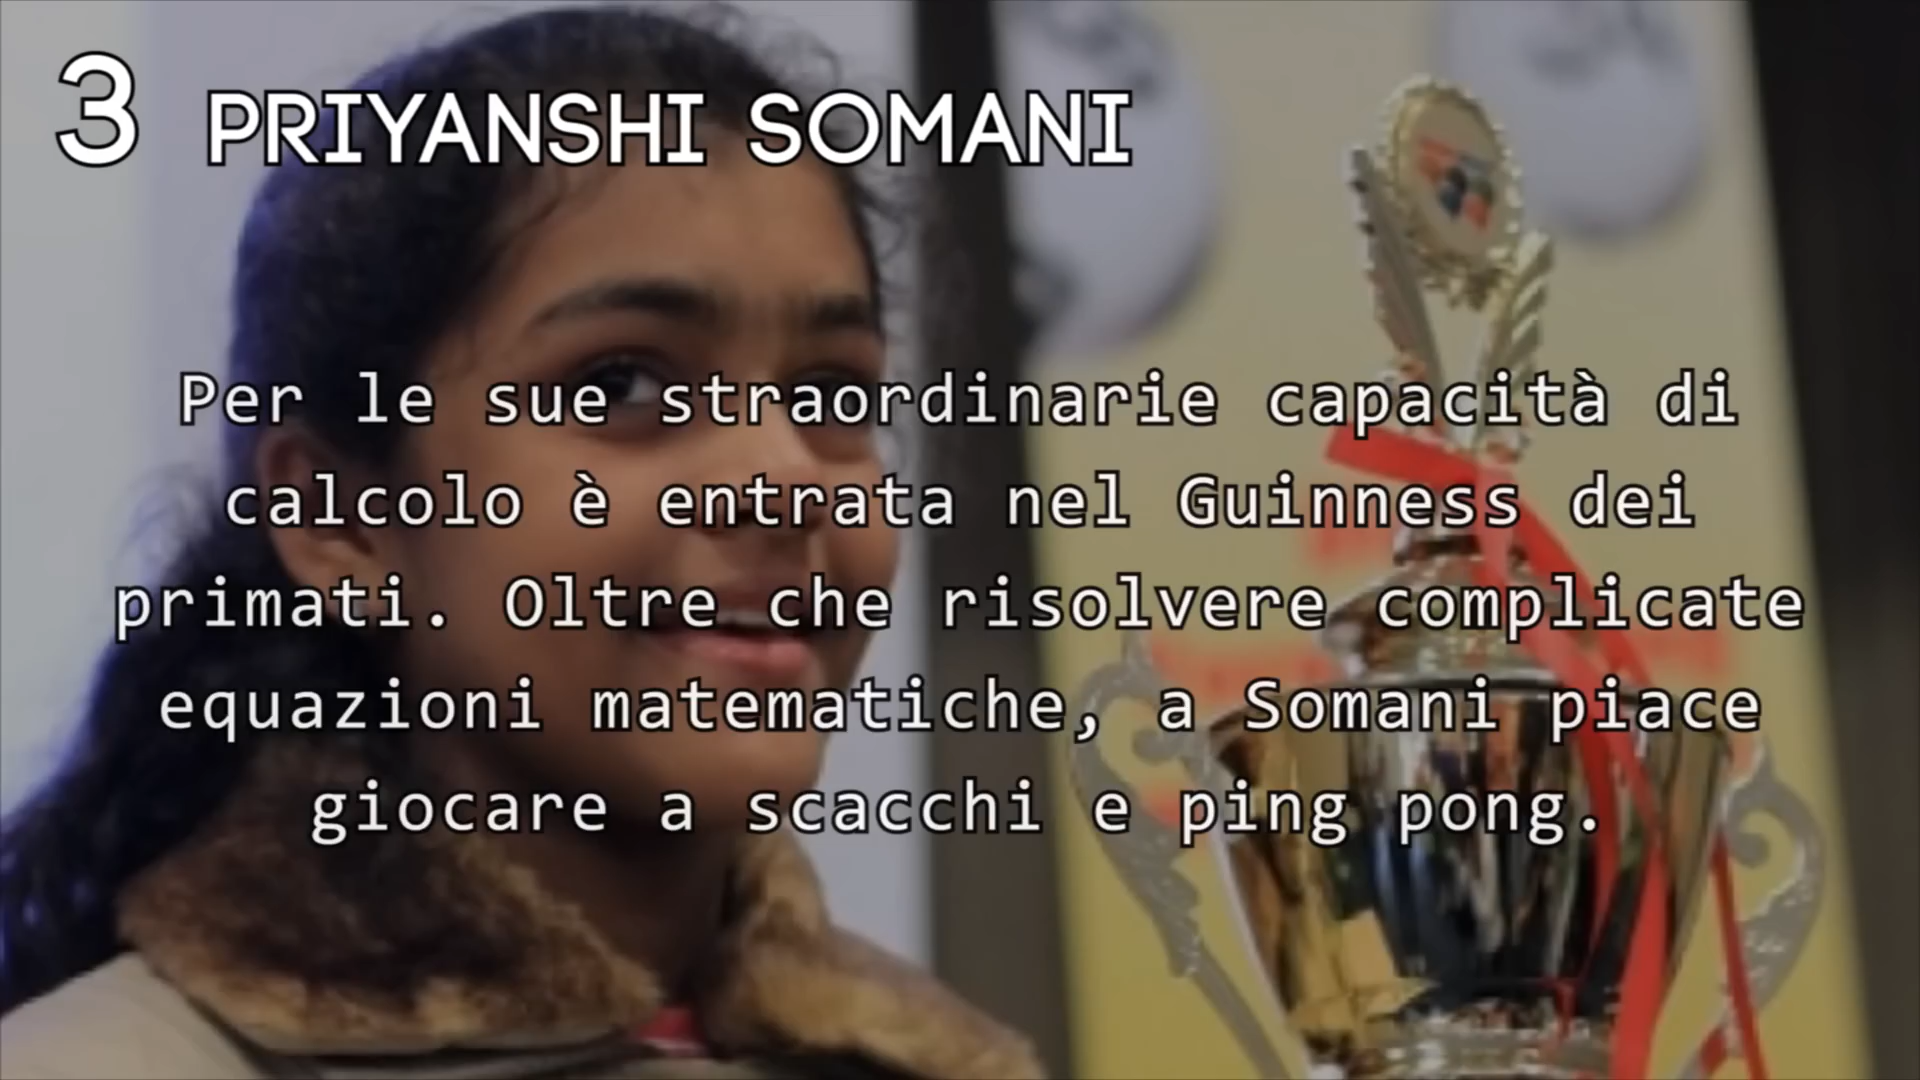 3 PRIYANSHI SOMANI
Per le sue straordinarie capacità di
calcolo è entrata nel Guinness dei
primati. Oltre che risolvere complicate
equazioni matematiche, a Somani piace
giocare a scacchi e ping pong.